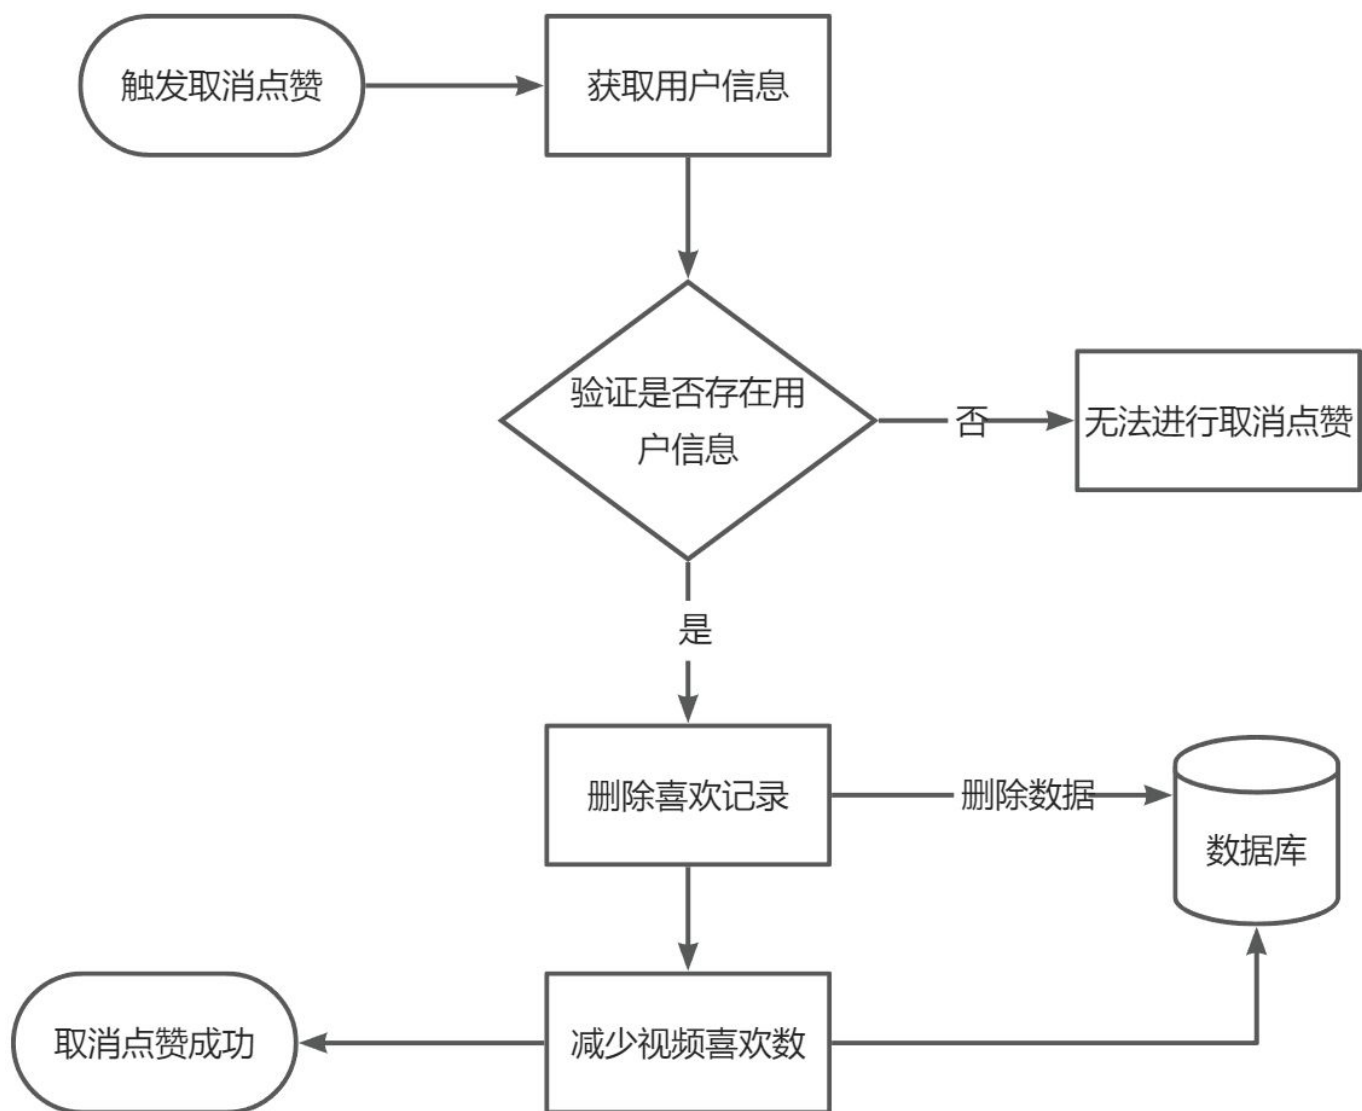 触发取消点赞
获取用户信息
验证是否存在用
户信息
否
无法进行取消点赞
是
删除喜欢记录
删除数据
数据库
取消点赞成功
减少视频喜欢数